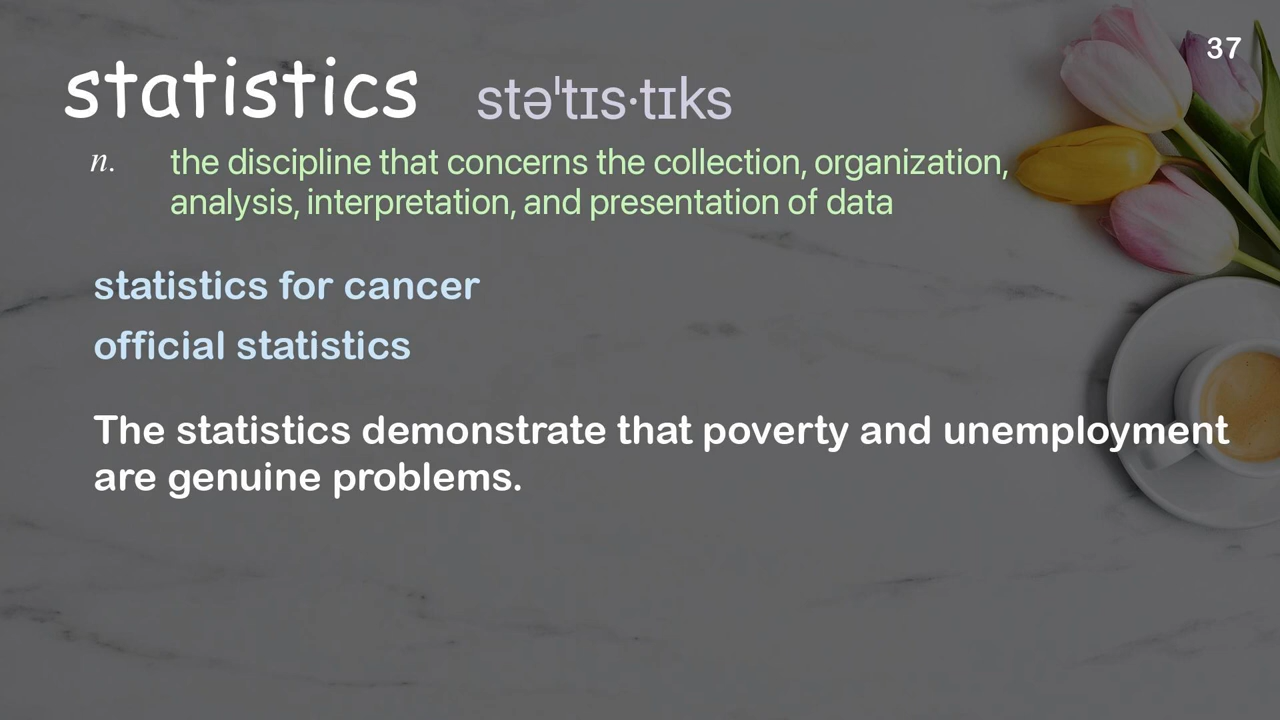 37
statistics stəˈtɪs·tɪks
n. the discipline that concerns the collection, organization,
analysis, interpretation, and presentation of data
statistics for cancer
official statistics
The statistics demonstrate that poverty and unemployment
are genuine problems.